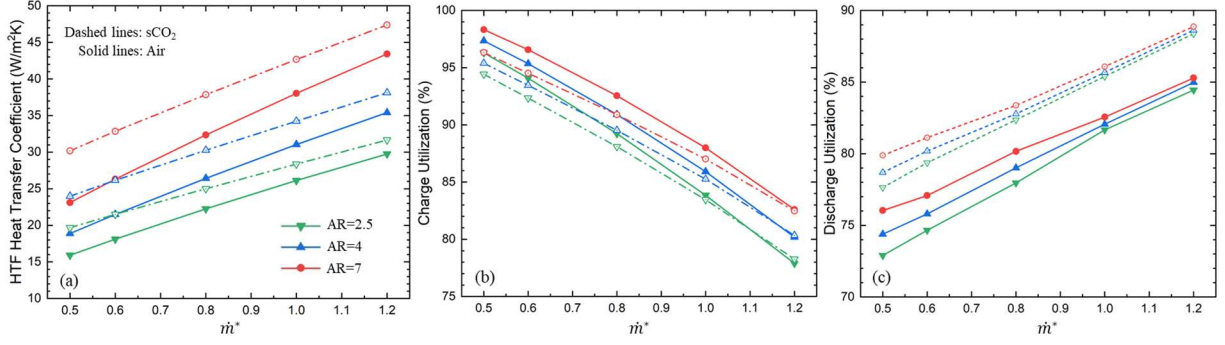 HTF Heat Transfer Coefficient (W/m²K)
50
45
40
35
30
25
20
15
10
Dashed lines: sCO₂
Solid lines: Air
AR=2.5
AR=4
AR=7
(a)
0.5 0.6 0.7 0.8 0.9 1.0 1.1 1.2
ṁ*
Charge Utilization (%)
100
95
90
85
80
75
(b)
0.5 0.6 0.7 0.8 0.9 1.0 1.1 1.2
ṁ*
Discharge Utilization (%)
90
85
80
75
70
(c)
0.5 0.6 0.7 0.8 0.9 1.0 1.1 1.2
ṁ*